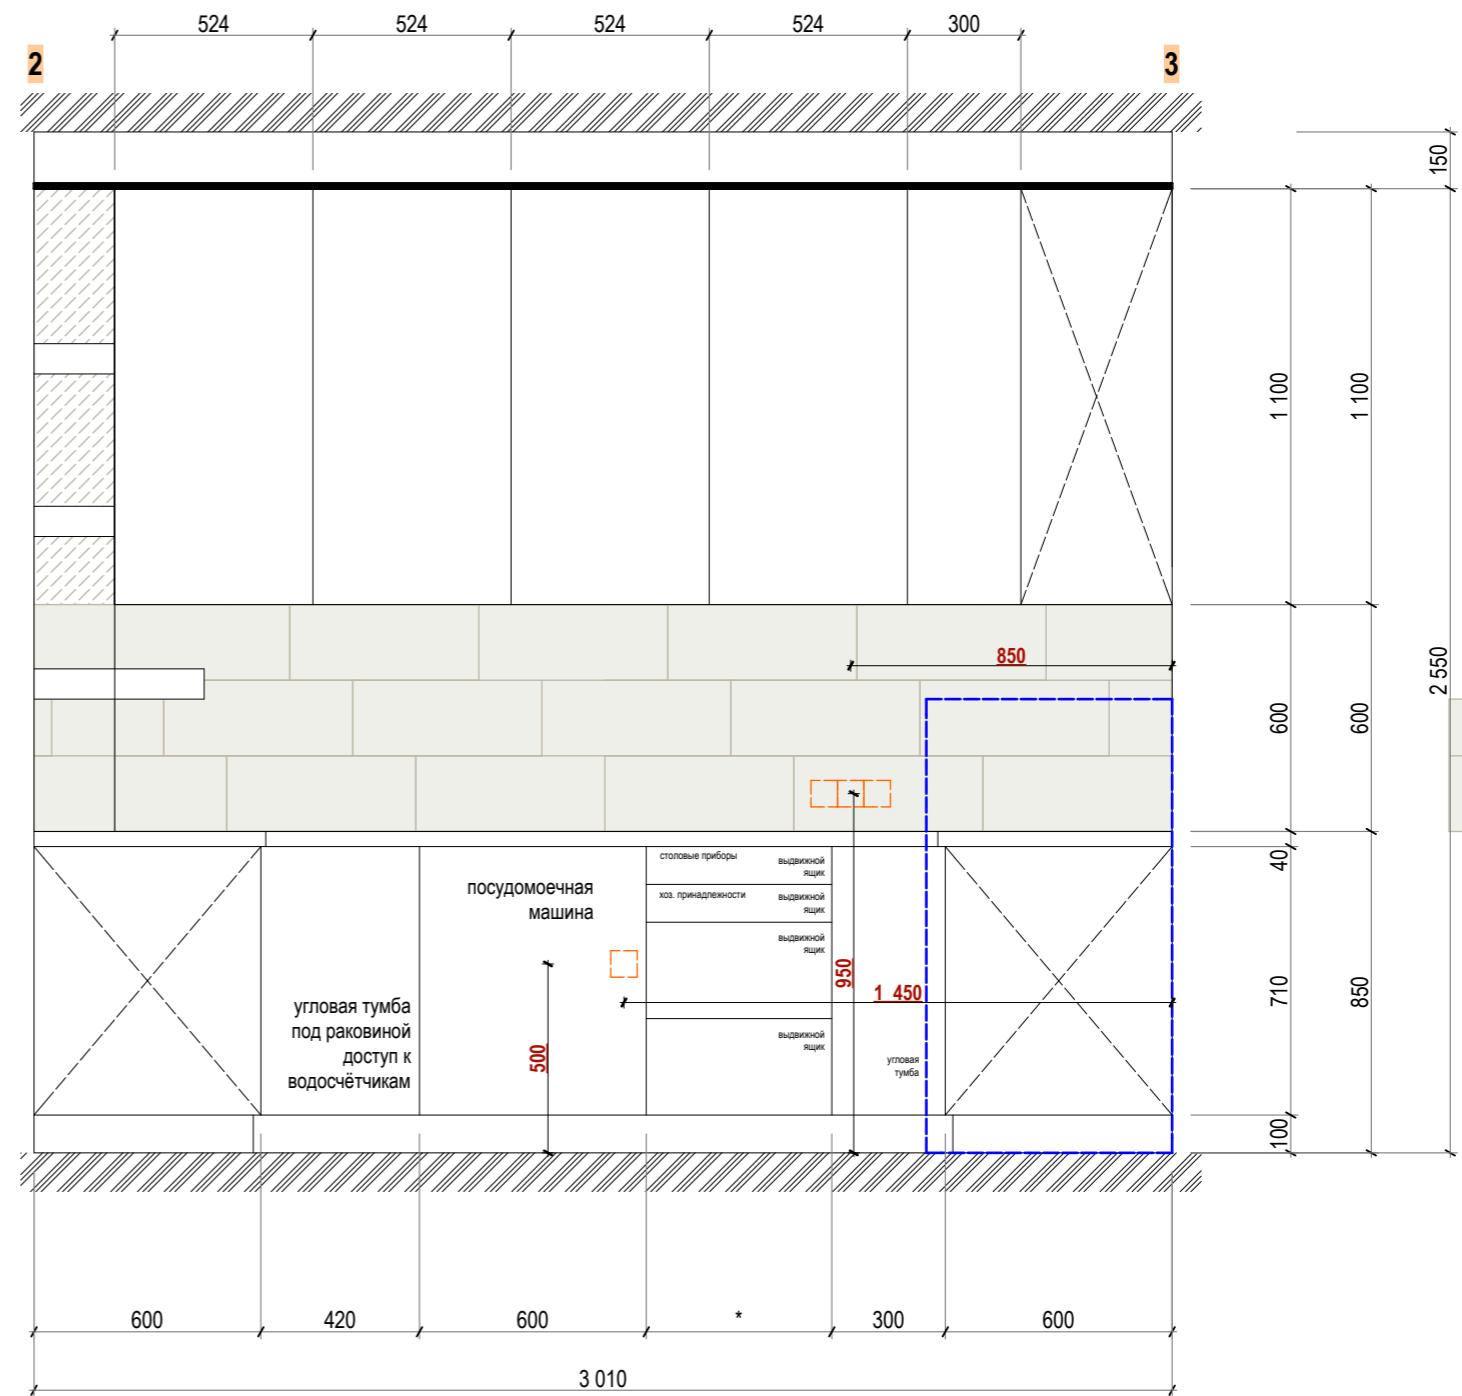 524 524 524 524 300
2 3
150
1 100 1 100
850
2 550
600 600
столовые приборы
выдвижной
ящик
40
посудомоечная
машина
хоз. принадлежности
выдвижной
ящик
выдвижной
ящик
950
1 450
710
850
угловая тумба
под раковиной
доступ к
водосчётчикам
500
выдвижной
ящик
угловая
тумба
100
600 420 600 * 300 600
3 010